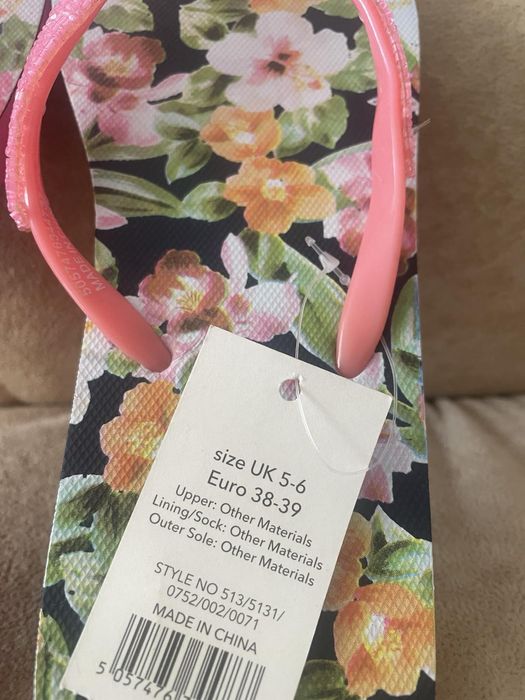 size UK 5-6
Euro 38-39
Upper: Other Materials
Lining/Sock: Other Materials
Outer Sole: Other Materials
STYLE NO 513/5131/
0752/002/0071
MADE IN CHINA
MADE